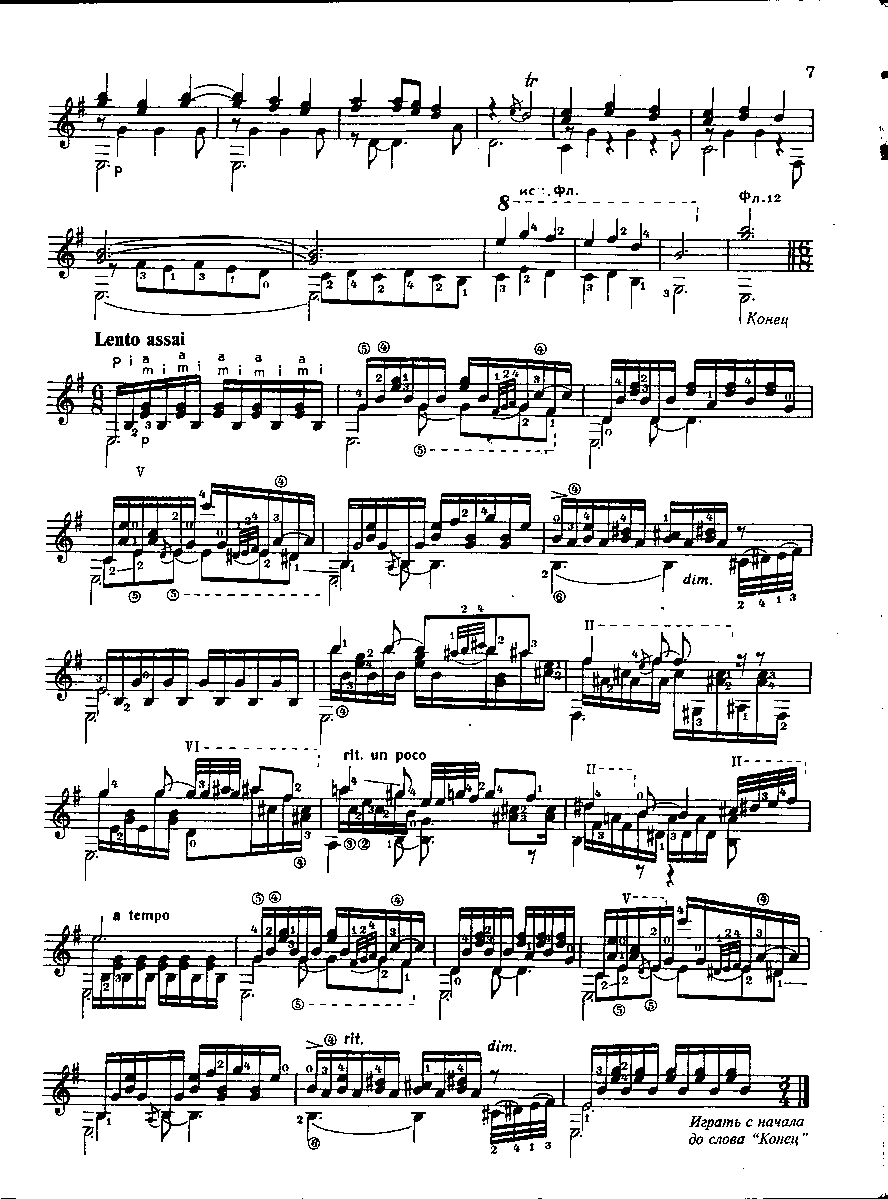 7
tr
p
8 исп. фл.
Фл.12
Конец
Lento assai
p i a a a a a
m i m i m i m i m i
p
V
dim.
II
VI
rit. un poco
II
II
a tempo
V
rit.
dim.
Играть с начала
до слова "Конец"